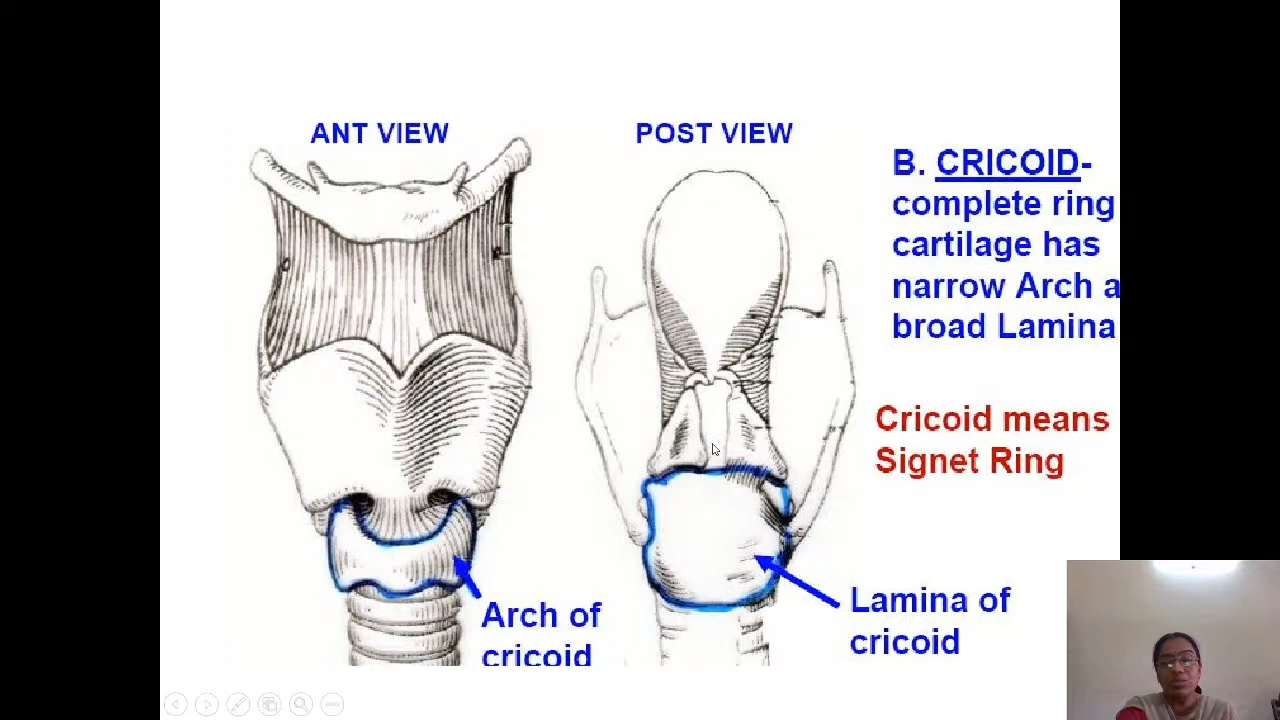 ANT VIEW
POST VIEW
B. CRICOID-
complete ring
cartilage has
narrow Arch a
broad Lamina
Cricoid means
Signet Ring
Arch of
cricoid
Lamina of
cricoid